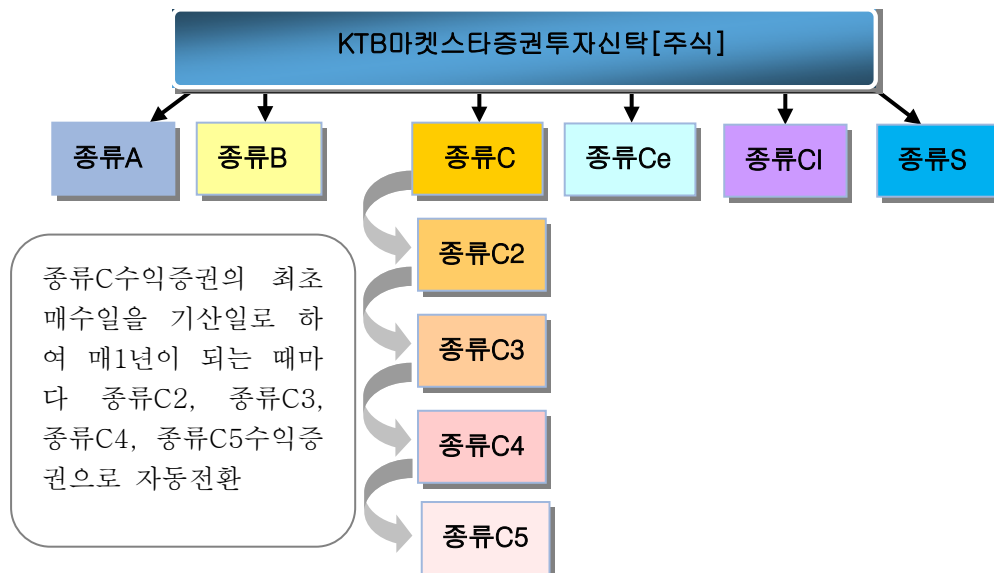 KTB마켓스타증권투자신탁[주식]
종류A
종류B
종류C
종류Ce
종류CI
종류S
종류C2
종류C3
종류C4
종류C5
종류C수익증권의 최초
매수일을 기산일로 하
여 매1년이 되는 때마
다 종류C2, 종류C3,
종류C4, 종류C5수익증
권으로 자동전환